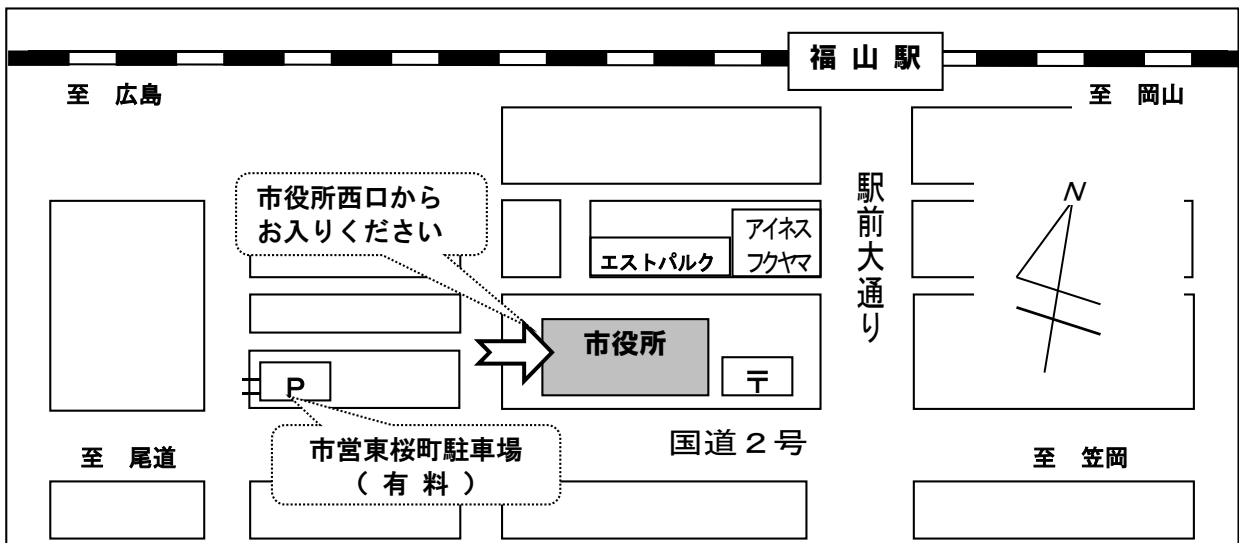 福山駅
至 広島
至 岡山
市役所西口から
お入りください
駅前大通り
N
アイネス
フクヤマ
エストパルク
市役所
〒
P
国道２号
市営東桜町駐車場
（有料）
至 尾道
至 笠岡